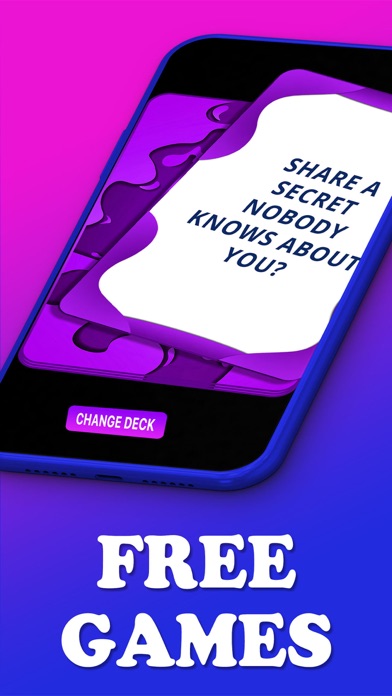 SHARE A
SECRET
NOBODY
KNOWS ABOUT
YOU?
CHANGE DECK
FREE
GAMES